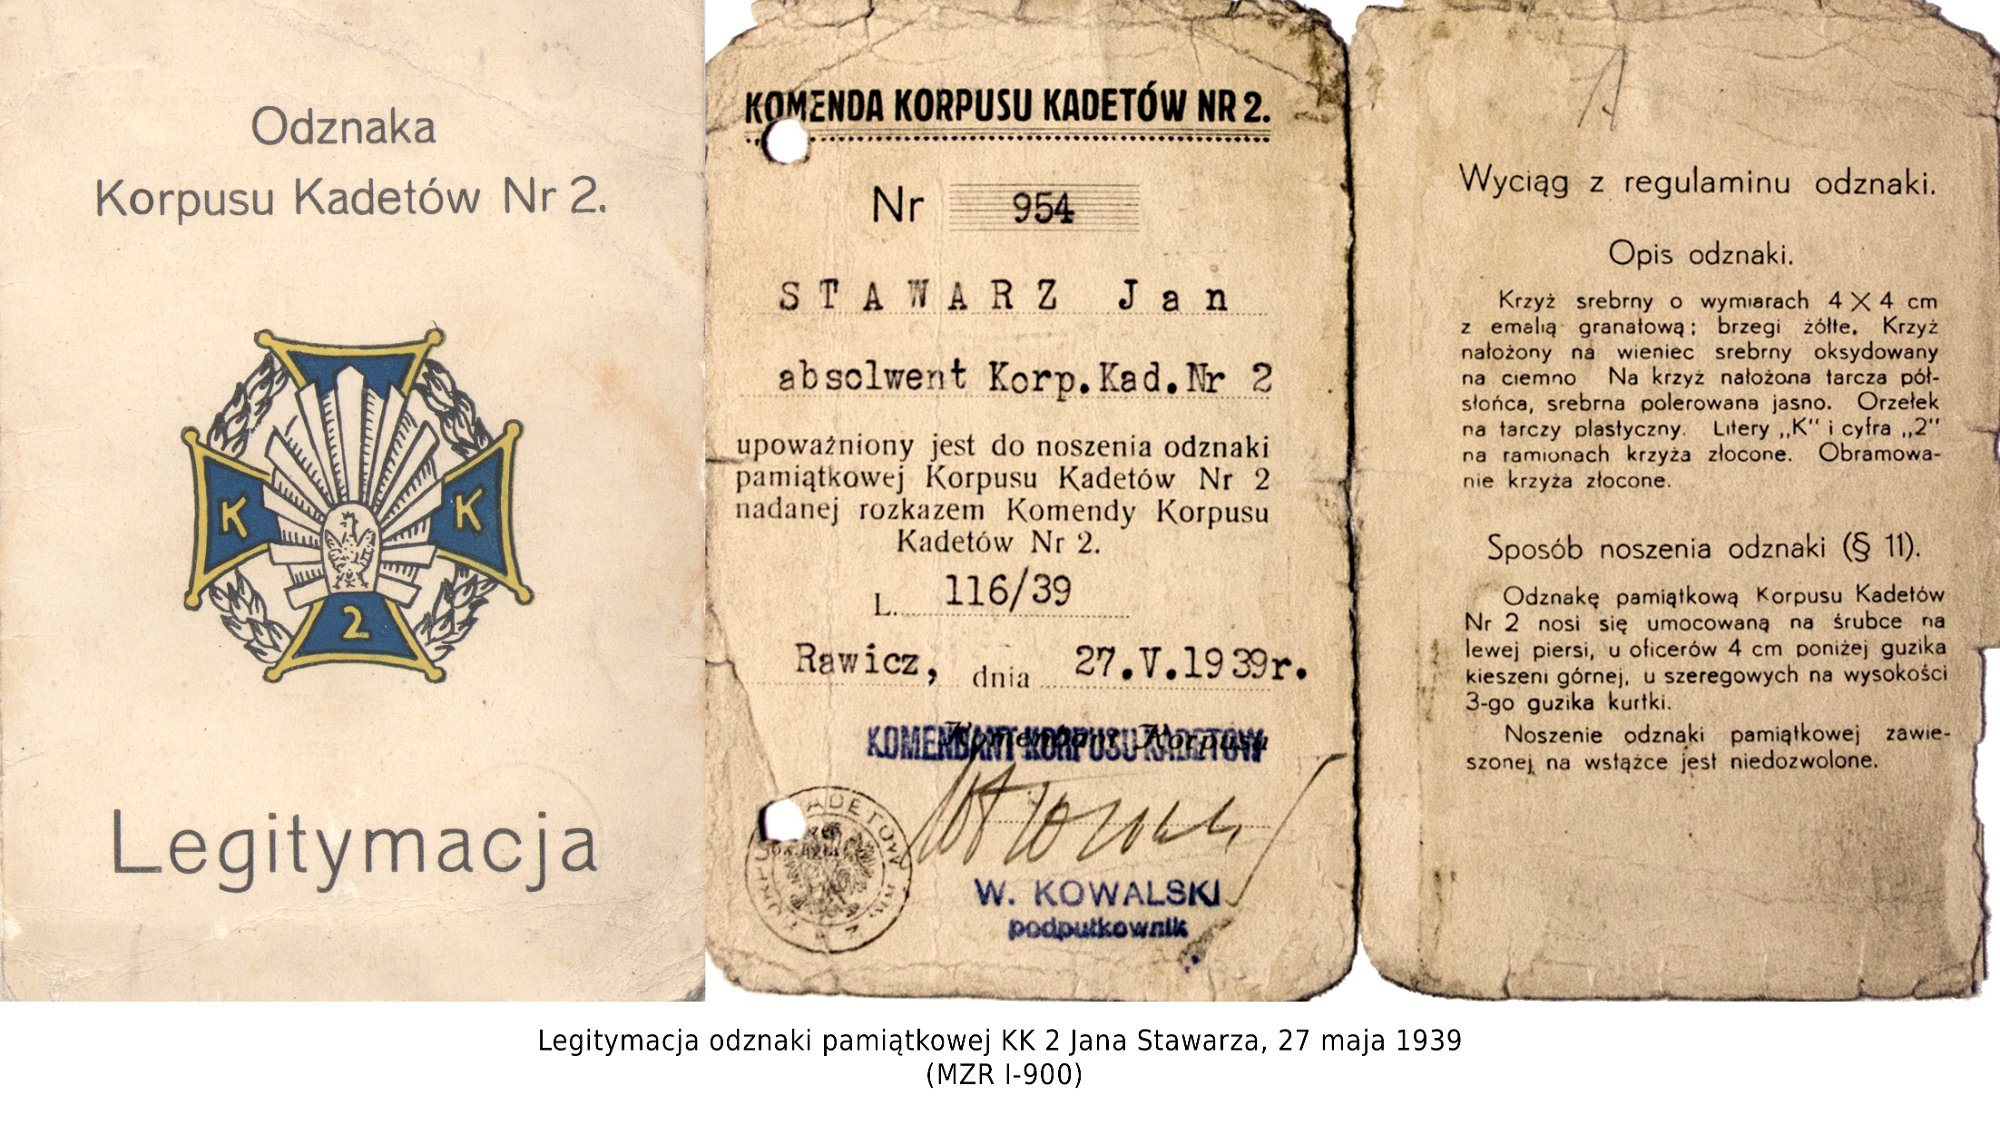 Odznaka
Korpusu Kadetów Nr 2.
K
K
2
Legitymacja
KOMENDA KORPUSU KADETÓW NR 2.
Nr 954
STAWARZ Jan
absolwent Korp.Kad.Nr 2
upoważniony jest do noszenia odznaki
pamiątkowej Korpusu Kadetów Nr 2
nadanej rozkazem Komendy Korpusu
Kadetów Nr 2.
L. 116/39
Rawicz, dnia 27.V.1939r.
Komendant Korpusu
KOMENDANT KORPUSU KADETÓW
W. KOWALSKI
podpułkownik
Wyciąg z regulaminu odznaki.
Opis odznaki.
Krzyż srebrny o wymiarach 4 X 4 cm
z emalią granatową; brzegi żółte. Krzyż
nałożony na wieniec srebrny oksydowany
na ciemno Na krzyż nałożona tarcza pół-
słońca, srebrna polerowana jasno. Orzełek
na tarczy plastyczny. Litery „K" i cyfra „2"
na ramionach krzyża złocone. Obramowa-
nie krzyża złocone.
Sposób noszenia odznaki (§ 11).
Odznakę pamiątkową Korpusu Kadetów
Nr 2 nosi się umocowaną na śrubce na
lewej piersi, u oficerów 4 cm poniżej guzika
kieszeni górnej, u szeregowych na wysokości
3-go guzika kurtki.
Noszenie odznaki pamiątkowej zawie-
szonej na wstążce jest niedozwolone.
Legitymacja odznaki pamiątkowej KK 2 Jana Stawarza, 27 maja 1939
(MZR I-900)